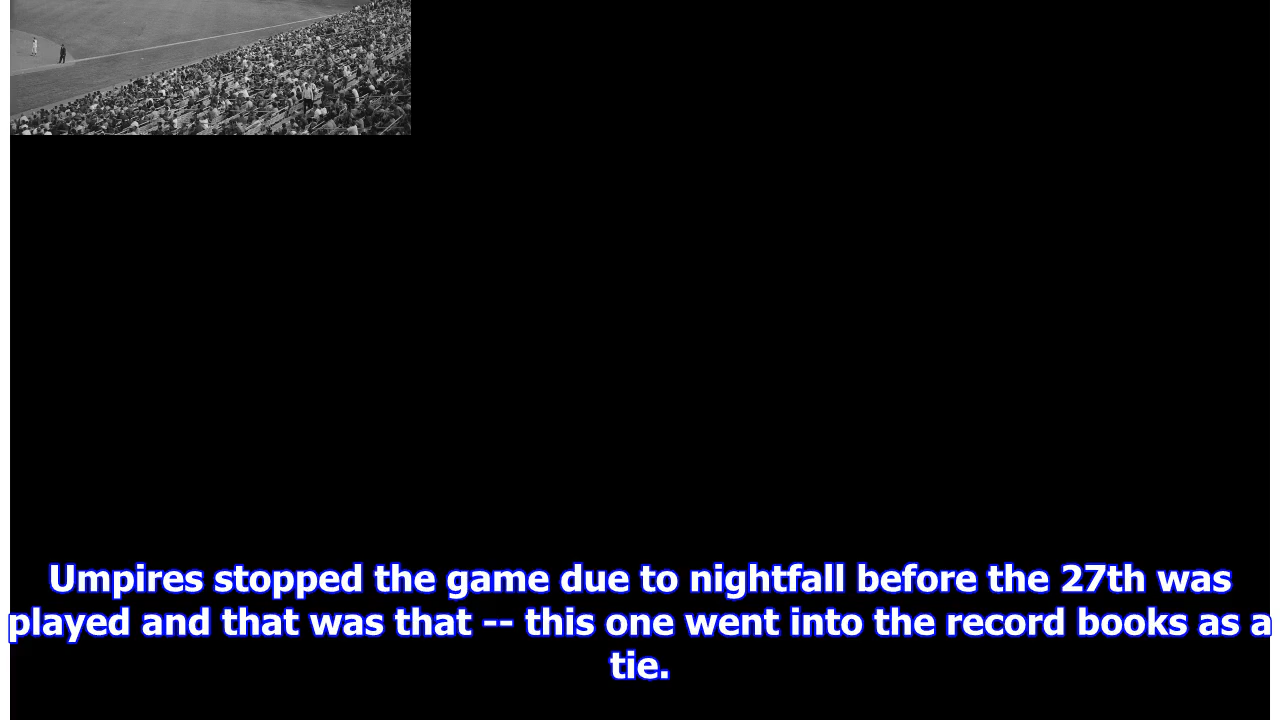 Umpires stopped the game due to nightfall before the 27th was
played and that was that -- this one went into the record books as a
tie.